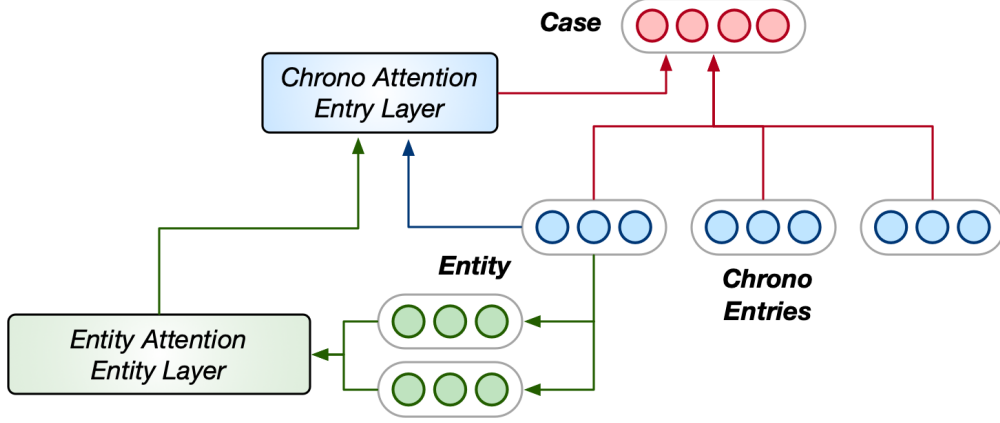 Case
Chrono Attention
Entry Layer
Entity
Chrono
Entries
Entity Attention
Entity Layer